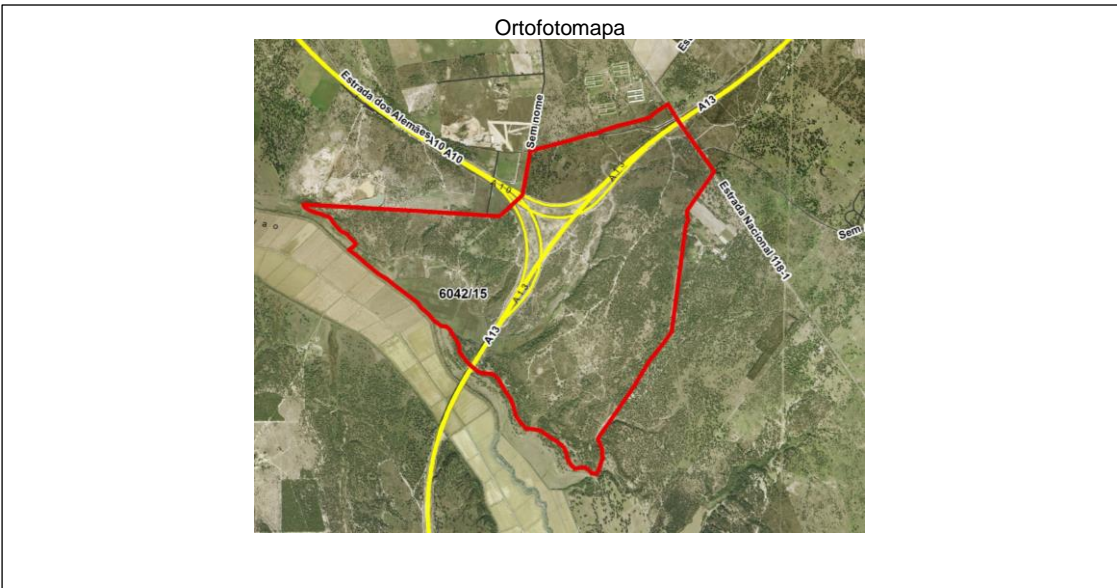 Ortofotomapa
Estrada dos Alemães
A10 A10
Sem nome
A13
A10
A13
Estrada Nacional 118-1
Sem
6042/15
A13
A13